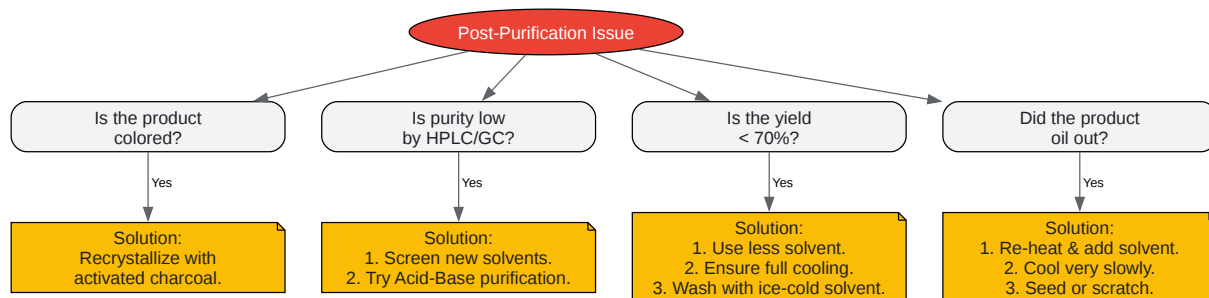 Post-Purification Issue
Is the product
colored?
Is purity low
by HPLC/GC?
Is the yield
< 70%?
Did the product
oil out?
Yes
Yes
Yes
Yes
Solution:
Recrystallize with
activated charcoal.
Solution:
1. Screen new solvents.
2. Try Acid-Base purification.
Solution:
1. Use less solvent.
2. Ensure full cooling.
3. Wash with ice-cold solvent.
Solution:
1. Re-heat & add solvent.
2. Cool very slowly.
3. Seed or scratch.